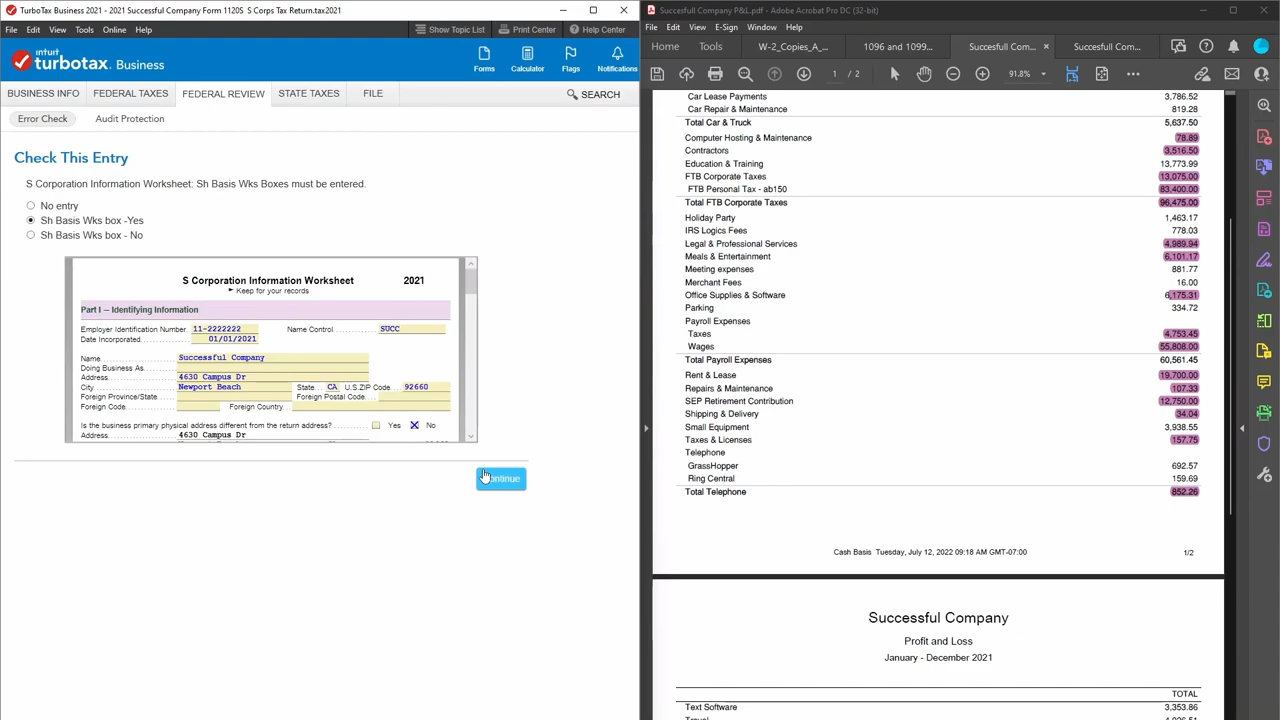 TurboTax Business 2021 - 2021 Successful Company Form 1120S  S Corps Tax Return.tax2021
File Edit View Tools Online Help
Show Topic List Print Center Help Center
intuit
turbotax. Business
Forms Calculator Flags Notifications
BUSINESS INFO FEDERAL TAXES FEDERAL REVIEW STATE TAXES FILE SEARCH
Error Check Audit Protection
Check This Entry
S Corporation Information Worksheet: Sh Basis Wks Boxes must be entered.
No entry
Sh Basis Wks box -Yes
Sh Basis Wks box - No
S Corporation Information Worksheet 2021
► Keep for your records
Part I – Identifying Information
Employer Identification Number. 11-2222222 Name Control SUCC
Date Incorporated 01/01/2021
Name Successful Company
Doing Business As
Address 4630 Campus Dr
City Newport Beach State CA U.S.ZIP Code 92660
Foreign Province/State Foreign Postal Code
Foreign Code Foreign Country
Is the business primary physical address different from the return address? Yes X No
Address 4630 Campus Dr
Continue
Succesfull Company P&L.pdf - Adobe Acrobat Pro DC (32-bit)
File Edit View E-Sign Window Help
Home Tools W-2_Copies_A_... 1096 and 1099... Succesfull Com... × Succesfull Com...
1 / 2 91.8%
Car Lease Payments 3,786.52
Car Repair & Maintenance 819.28
Total Car & Truck 5,637.50
Computer Hosting & Maintenance 78.89
Contractors 3,516.50
Education & Training 13,773.99
FTB Corporate Taxes 13,075.00
FTB Personal Tax - ab150 83,400.00
Total FTB Corporate Taxes 96,475.00
Holiday Party 1,463.17
IRS Logics Fees 778.03
Legal & Professional Services 4,989.94
Meals & Entertainment 6,101.17
Meeting expenses 881.77
Merchant Fees 16.00
Office Supplies & Software 6,175.31
Parking 334.72
Payroll Expenses
Taxes 4,753.45
Wages 55,808.00
Total Payroll Expenses 60,561.45
Rent & Lease 19,700.00
Repairs & Maintenance 107.33
SEP Retirement Contribution 12,750.00
Shipping & Delivery 34.04
Small Equipment 3,938.55
Taxes & Licenses 157.75
Telephone
GrassHopper 692.57
Ring Central 159.69
Total Telephone 852.26
Cash Basis  Tuesday, July 12, 2022 09:18 AM GMT-07:00 1/2
Successful Company
Profit and Loss
January - December 2021
TOTAL
Text Software 3,353.86